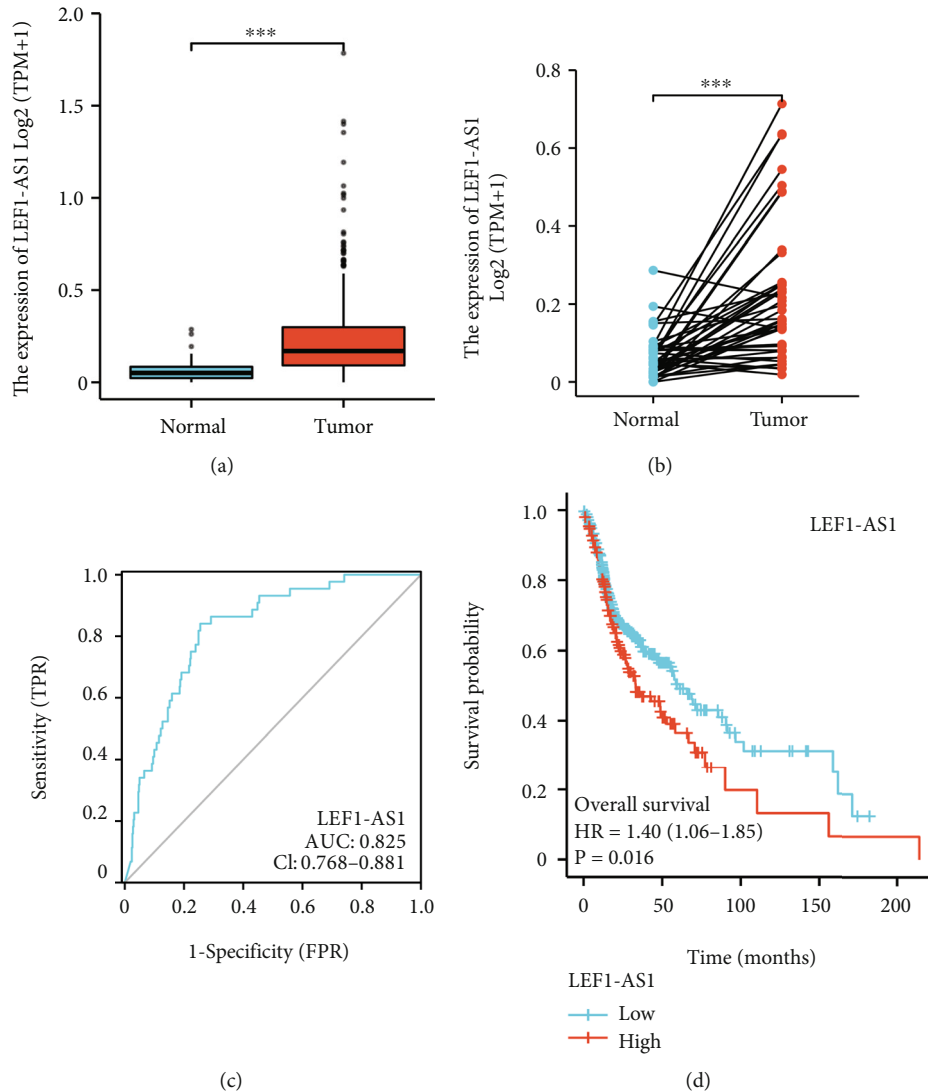 The expression of LEF1-AS1 Log2 (TPM+1)
2.0
1.5
1.0
0.5
0
***
Normal
Tumor
(a)
The expression of LEF1-AS1
Log2 (TPM+1)
0.8
0.6
0.4
0.2
0
***
Normal
Tumor
(b)
Sensitivity (TPR)
1.0
0.8
0.6
0.4
0.2
0
LEF1-AS1
AUC: 0.825
CI: 0.768–0.881
0
0.2
0.4
0.6
0.8
1.0
1-Specificity (FPR)
(c)
Survival probability
1.0
0.8
0.6
0.4
0.2
0
LEF1-AS1
Overall survival
HR = 1.40 (1.06–1.85)
P = 0.016
0
50
100
150
200
Time (months)
LEF1-AS1
Low
High
(d)